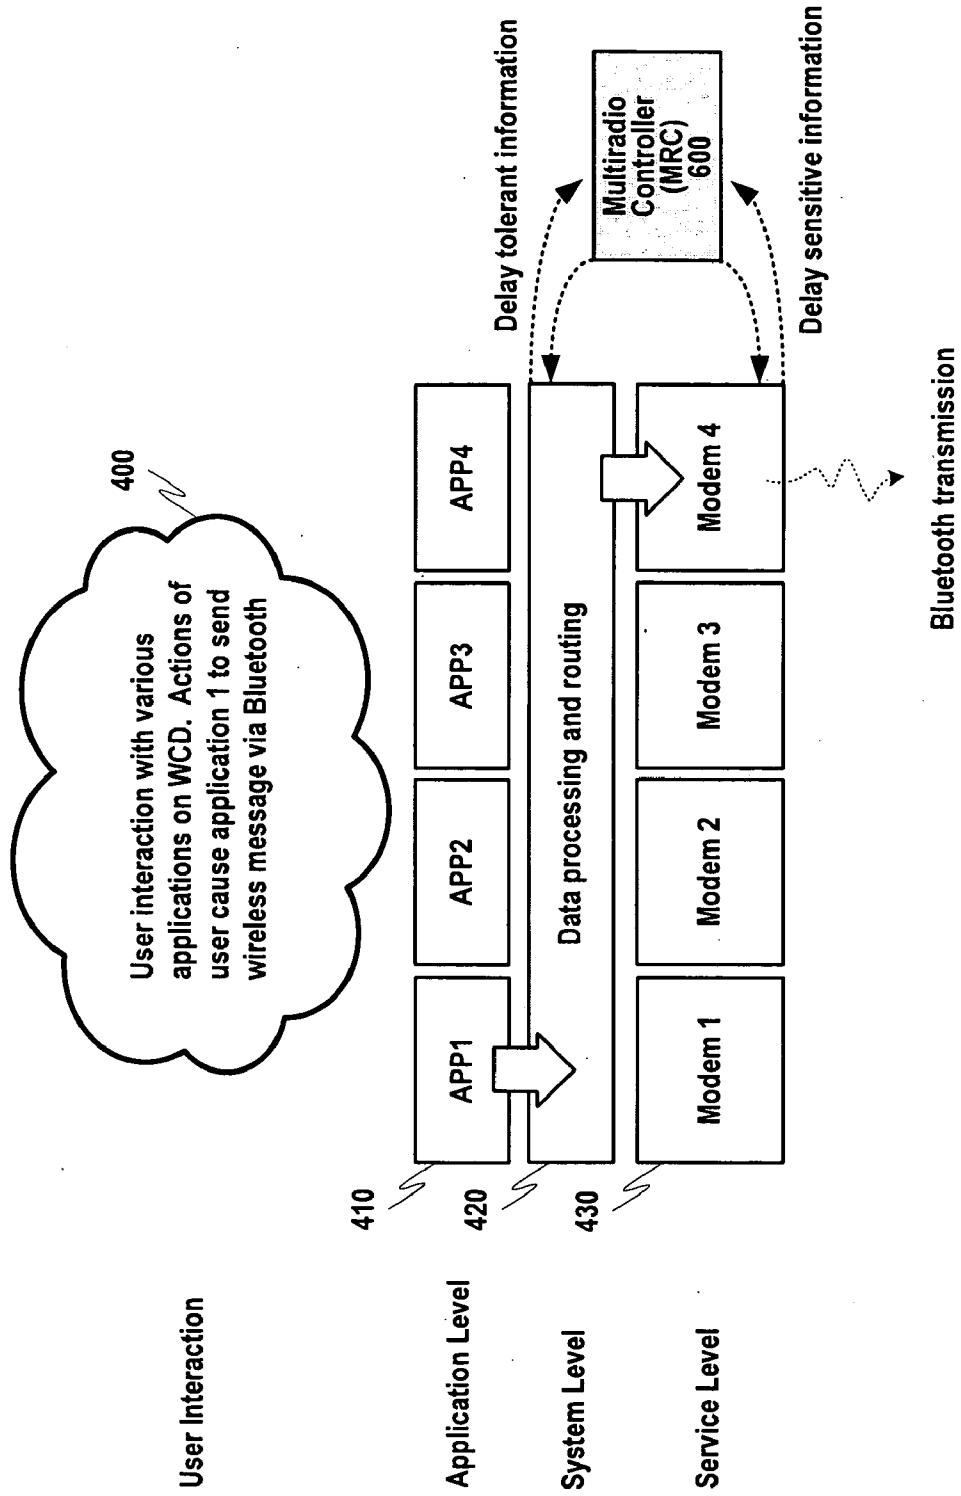 User Interaction
400
User interaction with various
applications on WCD. Actions of
user cause application 1 to send
wireless message via Bluetooth
Application Level
410
APP1
APP2
APP3
APP4
Delay tolerant information
System Level
420
Data processing and routing
Multiradio
Controller
(MRC)
600
Service Level
430
Modem 1
Modem 2
Modem 3
Modem 4
Delay sensitive information
Bluetooth transmission